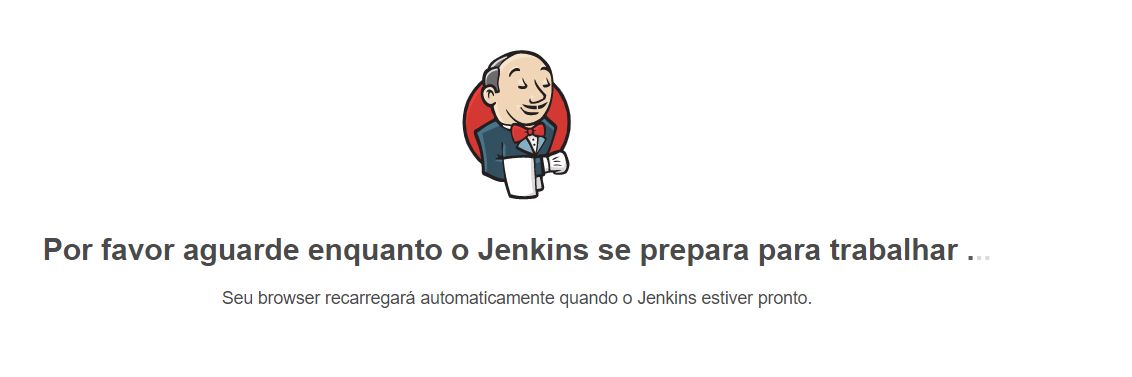 Por favor aguarde enquanto o Jenkins se prepara para trabalhar ...
Seu browser recarregará automaticamente quando o Jenkins estiver pronto.